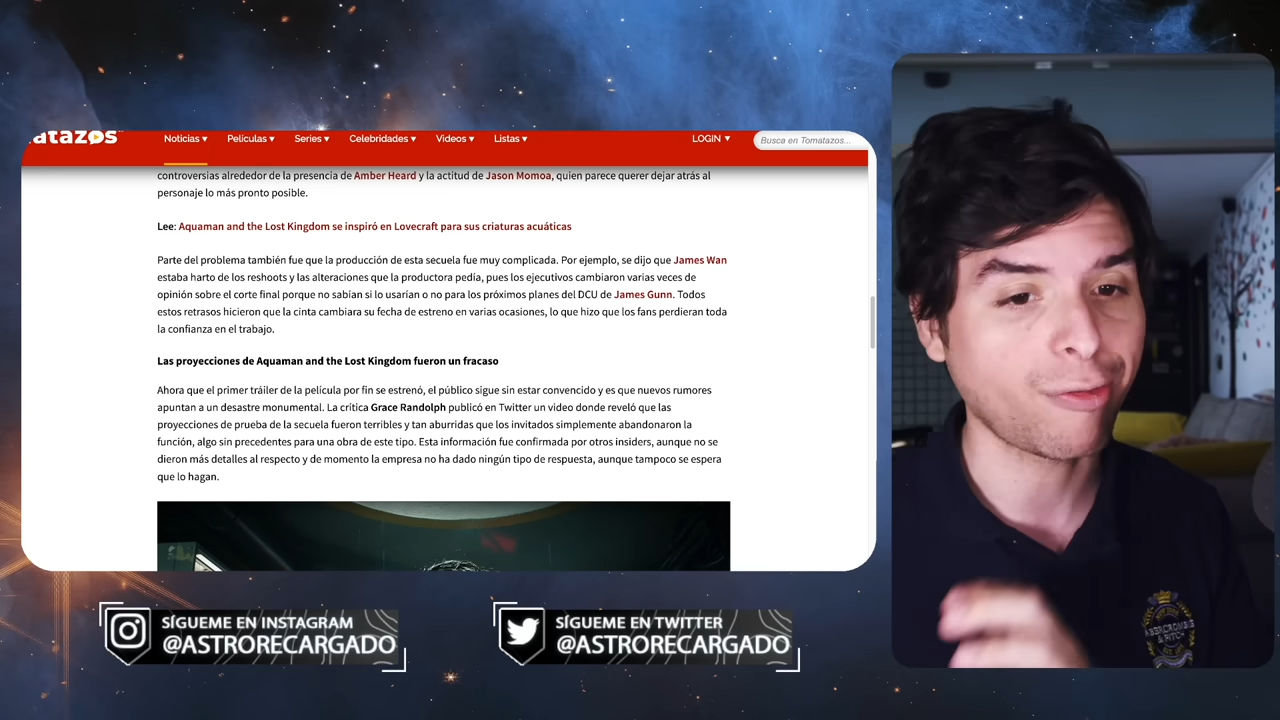 atazos
Noticias ▾ Películas ▾ Series ▾ Celebridades ▾ Videos ▾ Listas ▾ LOGIN ▾ Busca en Tomatazos...
controversias alrededor de la presencia de Amber Heard y la actitud de Jason Momoa, quien parece querer dejar atrás al
personaje lo más pronto posible.
Lee: Aquaman and the Lost Kingdom se inspiró en Lovecraft para sus criaturas acuáticas
Parte del problema también fue que la producción de esta secuela fue muy complicada. Por ejemplo, se dijo que James Wan
estaba harto de los reshoots y las alteraciones que la productora pedía, pues los ejecutivos cambiaron varias veces de
opinión sobre el corte final porque no sabían si lo usarían o no para los próximos planes del DCU de James Gunn. Todos
estos retrasos hicieron que la cinta cambiara su fecha de estreno en varias ocasiones, lo que hizo que los fans perdieran toda
la confianza en el trabajo.
Las proyecciones de Aquaman and the Lost Kingdom fueron un fracaso
Ahora que el primer tráiler de la película por fin se estrenó, el público sigue sin estar convencido y es que nuevos rumores
apuntan a un desastre monumental. La crítica Grace Randolph publicó en Twitter un video donde reveló que las
proyecciones de prueba de la secuela fueron terribles y tan aburridas que los invitados simplemente abandonaron la
función, algo sin precedentes para una obra de este tipo. Esta información fue confirmada por otros insiders, aunque no se
dieron más detalles al respecto y de momento la empresa no ha dado ningún tipo de respuesta, aunque tampoco se espera
que lo hagan.
SÍGUEME EN INSTAGRAM
@ASTRORECARGADO
SÍGUEME EN TWITTER
@ASTRORECARGADO
ABERCROMBIE
& FITCH